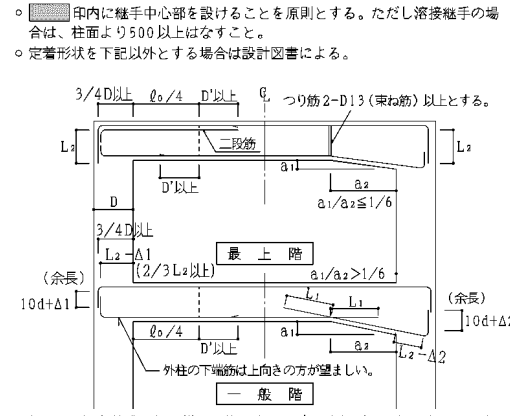 ○ 印内に継手中心部を設けることを原則とする。ただし溶接継手の場
合は、柱面より500以上はなすこと。
○ 定着形状を下記以外とする場合は設計図書による。
3/4D以上 ℓ0/4 D'以上 ℄
つり筋2-D13(束ね筋)以上とする。
L2 二段筋 L2
D'以上 a1 a2
D a1/a2≦1/6
3/4D以上
L2-Δ1 最上階
(余長) (2/3L2以上) a1/a2>1/6
10d+Δ1 L1 L1 (余長)
10d+Δ2
ℓ0/4 a1
D'以上 a2 L2-Δ2
外柱の下端筋は上向きの方が望ましい。
一般階